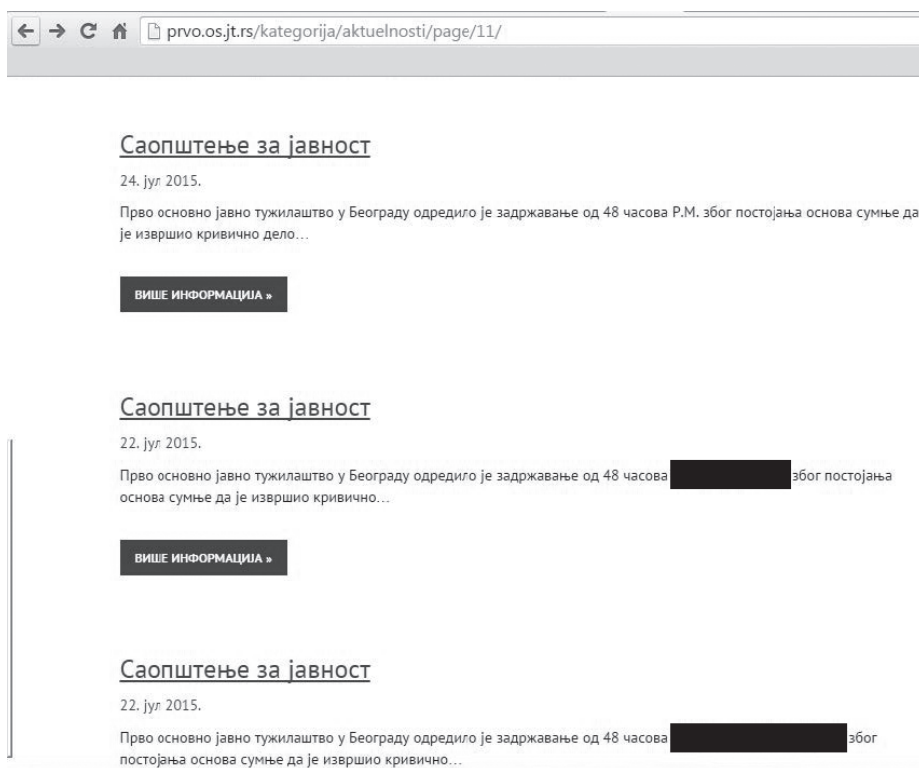 prvo.os.jt.rs/kategorija/aktuelnosti/page/11/
Саопштење за јавност
24. јул 2015.
Прво основно јавно тужилаштво у Београду одредило је задржавање од 48 часова Р.М. због постојања основа сумње да
је извршио кривично дело...
ВИШЕ ИНФОРМАЦИЈА »
Саопштење за јавност
22. јул 2015.
Прво основно јавно тужилаштво у Београду одредило је задржавање од 48 часова због постојања
основа сумње да је извршио кривично...
ВИШЕ ИНФОРМАЦИЈА »
Саопштење за јавност
22. јул 2015.
Прво основно јавно тужилаштво у Београду одредило је задржавање од 48 часова због
постојања основа сумње да је извршио кривично...